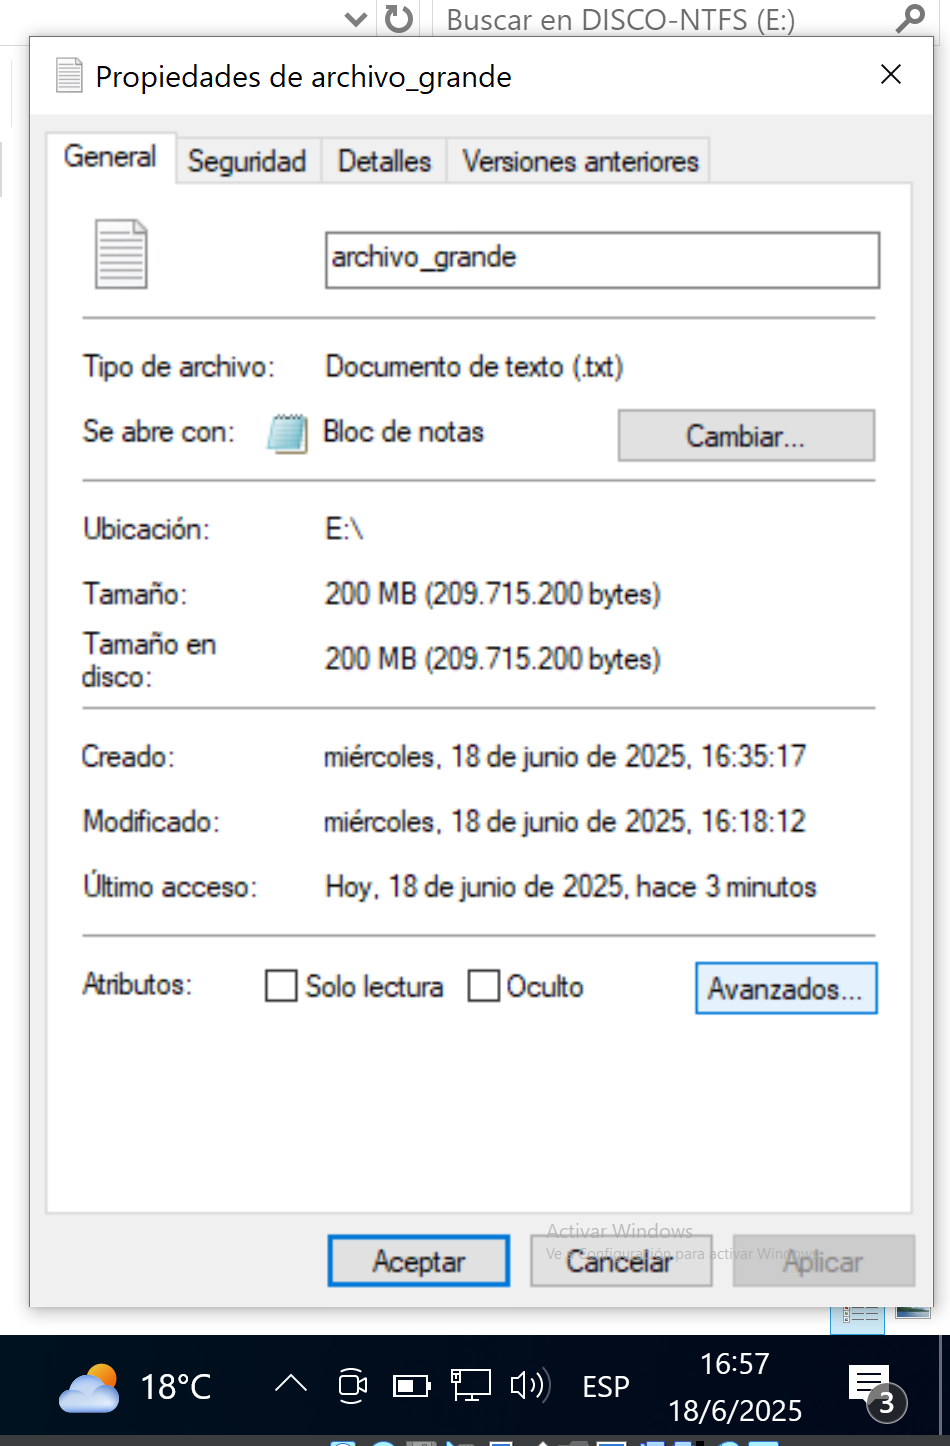 Buscar en DISCO-NTFS (E:)
Propiedades de archivo_grande
General Seguridad Detalles Versiones anteriores
archivo_grande
Tipo de archivo: Documento de texto (.txt)
Se abre con: Bloc de notas Cambiar...
Ubicación: E:\
Tamaño: 200 MB (209.715.200 bytes)
Tamaño en
disco: 200 MB (209.715.200 bytes)
Creado: miércoles, 18 de junio de 2025, 16:35:17
Modificado: miércoles, 18 de junio de 2025, 16:18:12
Último acceso: Hoy, 18 de junio de 2025, hace 3 minutos
Atributos: Solo lectura Oculto Avanzados...
Activar Windows
Ve a Configuración para activar Windows.
Aceptar Cancelar Aplicar
18°C ESP 16:57
18/6/2025 3